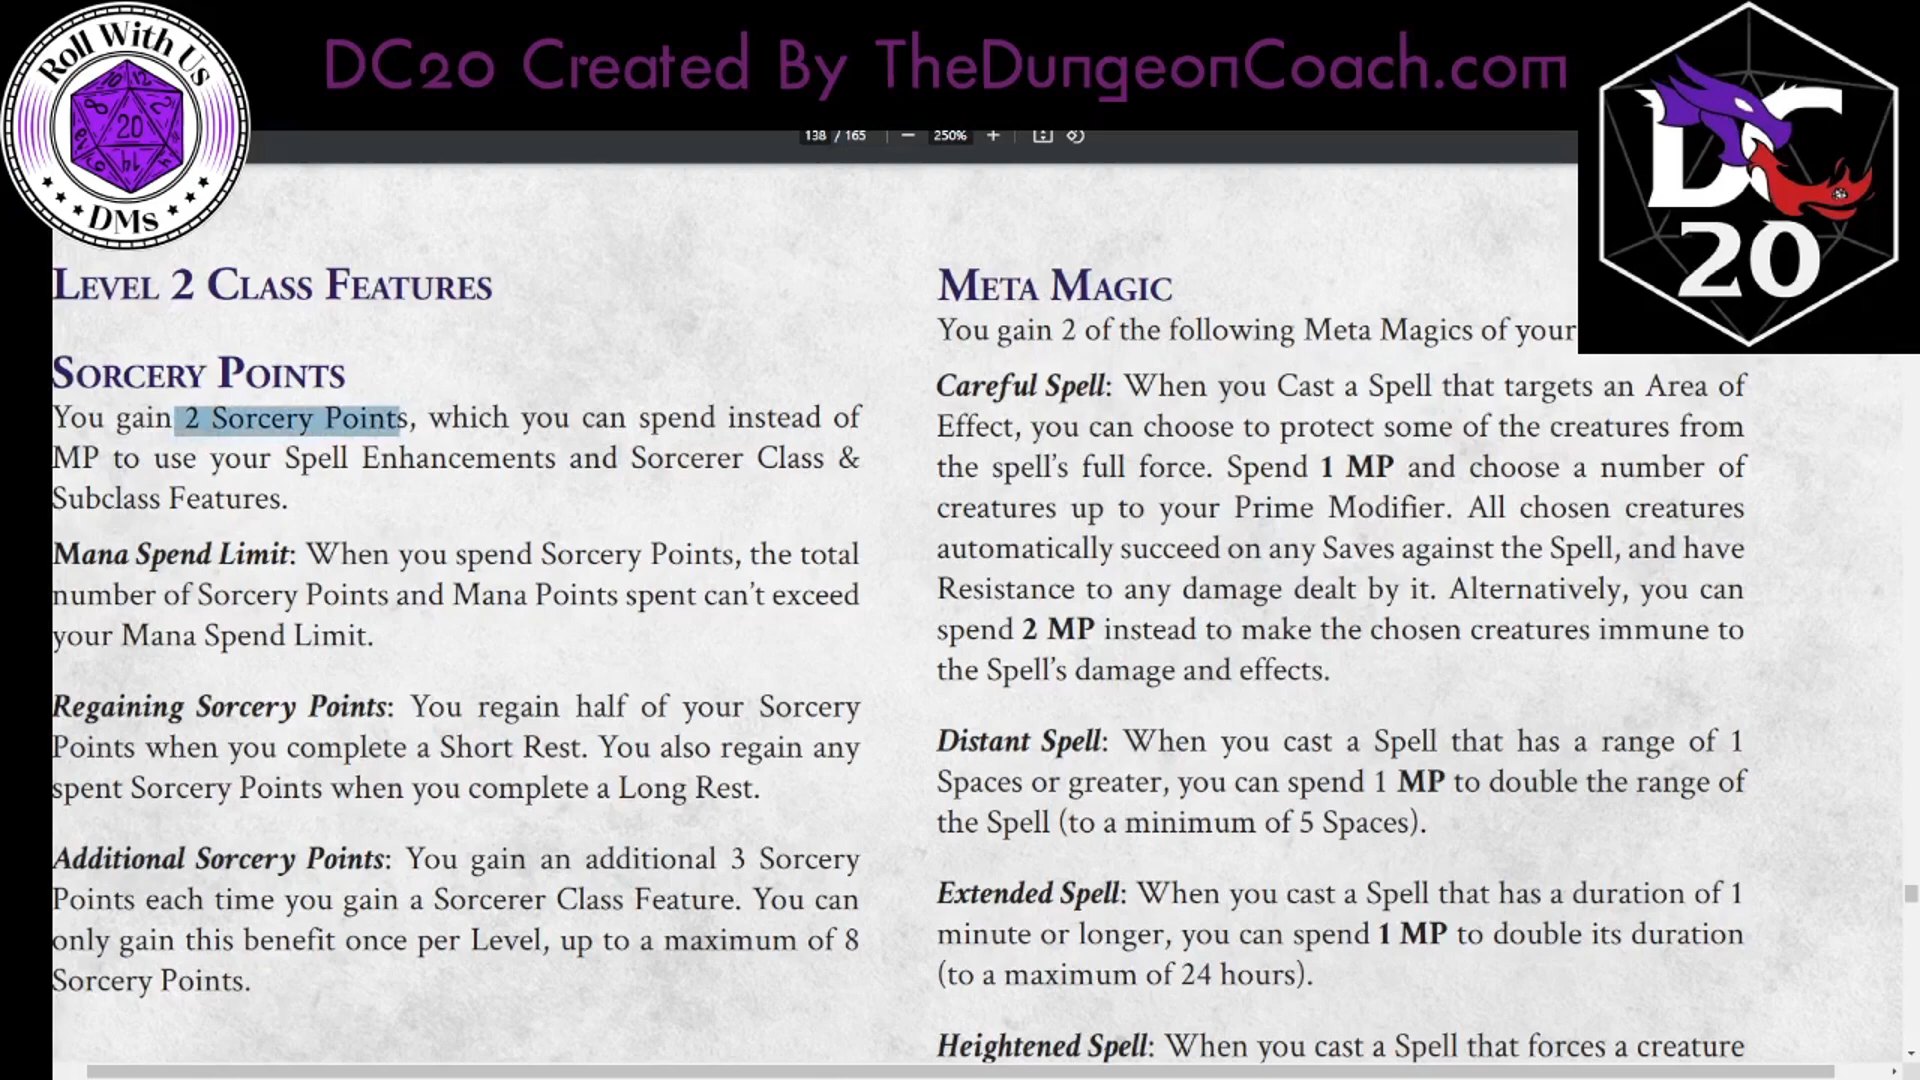 Roll With Us
DMs
20
DC20 Created By TheDungeonCoach.com
DC
20
138 / 165
250%
LEVEL 2 CLASS FEATURES
SORCERY POINTS
You gain 2 Sorcery Points, which you can spend instead of
MP to use your Spell Enhancements and Sorcerer Class &
Subclass Features.
Mana Spend Limit: When you spend Sorcery Points, the total
number of Sorcery Points and Mana Points spent can't exceed
your Mana Spend Limit.
Regaining Sorcery Points: You regain half of your Sorcery
Points when you complete a Short Rest. You also regain any
spent Sorcery Points when you complete a Long Rest.
Additional Sorcery Points: You gain an additional 3 Sorcery
Points each time you gain a Sorcerer Class Feature. You can
only gain this benefit once per Level, up to a maximum of 8
Sorcery Points.
META MAGIC
You gain 2 of the following Meta Magics of your
Careful Spell: When you Cast a Spell that targets an Area of
Effect, you can choose to protect some of the creatures from
the spell's full force. Spend 1 MP and choose a number of
creatures up to your Prime Modifier. All chosen creatures
automatically succeed on any Saves against the Spell, and have
Resistance to any damage dealt by it. Alternatively, you can
spend 2 MP instead to make the chosen creatures immune to
the Spell's damage and effects.
Distant Spell: When you cast a Spell that has a range of 1
Spaces or greater, you can spend 1 MP to double the range of
the Spell (to a minimum of 5 Spaces).
Extended Spell: When you cast a Spell that has a duration of 1
minute or longer, you can spend 1 MP to double its duration
(to a maximum of 24 hours).
Heightened Spell: When you cast a Spell that forces a creature